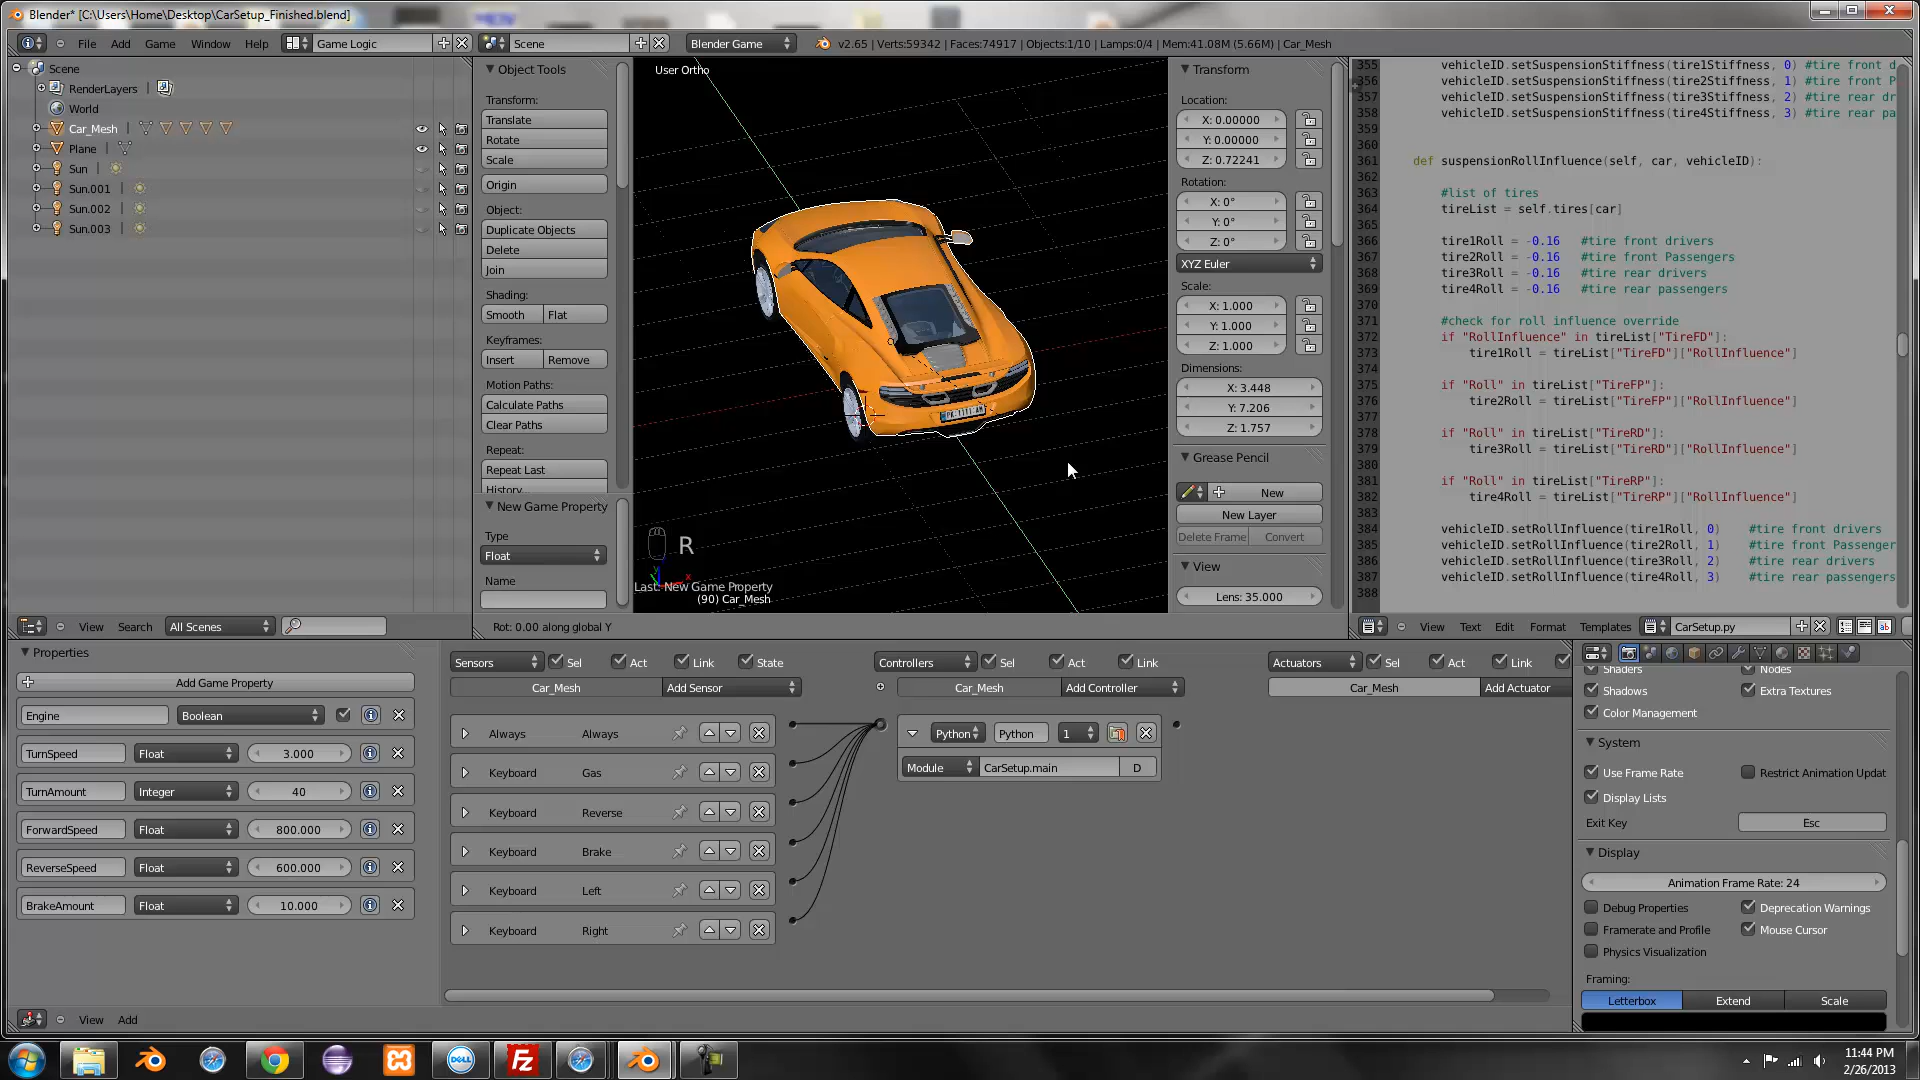 Blender* [C:\Users\Home\Desktop\CarSetup_Finished.blend]
File Add Game Window Help Game Logic Scene Blender Game v2.65 | Verts:59342 | Faces:74917 | Objects:1/10 | Lamps:0/4 | Mem:41.08M (5.66M) | Car_Mesh
Scene
RenderLayers
World
Car_Mesh
Plane
Sun
Sun.001
Sun.002
Sun.003
View Search All Scenes
Object Tools
Transform:
Translate
Rotate
Scale
Origin
Object:
Duplicate Objects
Delete
Join
Shading:
Smooth Flat
Keyframes:
Insert Remove
Motion Paths:
Calculate Paths
Clear Paths
Repeat:
Repeat Last
History...
New Game Property
Type
Float
Name
User Ortho
R
Last: New Game Property
(90) Car_Mesh
Rot: 0.00 along global Y
Transform
Location:
X: 0.00000
Y: 0.00000
Z: 0.72241
Rotation:
X: 0°
Y: 0°
Z: 0°
XYZ Euler
Scale:
X: 1.000
Y: 1.000
Z: 1.000
Dimensions:
X: 3.448
Y: 7.206
Z: 1.757
Grease Pencil
New
New Layer
Delete Frame Convert
View
Lens: 35.000
355 vehicleID.setSuspensionStiffness(tire1Stiffness, 0) #tire front d
356 vehicleID.setSuspensionStiffness(tire2Stiffness, 1) #tire front P
357 vehicleID.setSuspensionStiffness(tire3Stiffness, 2) #tire rear dr
358 vehicleID.setSuspensionStiffness(tire4Stiffness, 3) #tire rear pa
359
360
361 def suspensionRollInfluence(self, car, vehicleID):
362
363 #list of tires
364 tireList = self.tires[car]
365
366 tire1Roll = -0.16 #tire front drivers
367 tire2Roll = -0.16 #tire front Passengers
368 tire3Roll = -0.16 #tire rear drivers
369 tire4Roll = -0.16 #tire rear passengers
370
371 #check for roll influence override
372 if "RollInfluence" in tireList["TireFD"]:
373 tire1Roll = tireList["TireFD"]["RollInfluence"]
374
375 if "Roll" in tireList["TireFP"]:
376 tire2Roll = tireList["TireFP"]["RollInfluence"]
377
378 if "Roll" in tireList["TireRD"]:
379 tire3Roll = tireList["TireRD"]["RollInfluence"]
380
381 if "Roll" in tireList["TireRP"]:
382 tire4Roll = tireList["TireRP"]["RollInfluence"]
383
384 vehicleID.setRollInfluence(tire1Roll, 0) #tire front drivers
385 vehicleID.setRollInfluence(tire2Roll, 1) #tire front Passenger
386 vehicleID.setRollInfluence(tire3Roll, 2) #tire rear drivers
387 vehicleID.setRollInfluence(tire4Roll, 3) #tire rear passengers
388
View Text Edit Format Templates CarSetup.py
Properties
Add Game Property
Engine Boolean
TurnSpeed Float 3.000
TurnAmount Integer 40
ForwardSpeed Float 800.000
ReverseSpeed Float 600.000
BrakeAmount Float 10.000
Sensors Sel Act Link State
Car_Mesh Add Sensor
Always Always
Keyboard Gas
Keyboard Reverse
Keyboard Brake
Keyboard Left
Keyboard Right
Controllers Sel Act Link
Car_Mesh Add Controller
Python Python 1
Module CarSetup.main D
Actuators Sel Act Link
Car_Mesh Add Actuator
View Add
Shaders Nodes
Shadows Extra Textures
Color Management
System
Use Frame Rate Restrict Animation Updat
Display Lists
Exit Key Esc
Display
Animation Frame Rate: 24
Debug Properties Deprecation Warnings
Framerate and Profile Mouse Cursor
Physics Visualization
Framing:
Letterbox Extend Scale
DELL
Fz
11:44 PM
2/26/2013